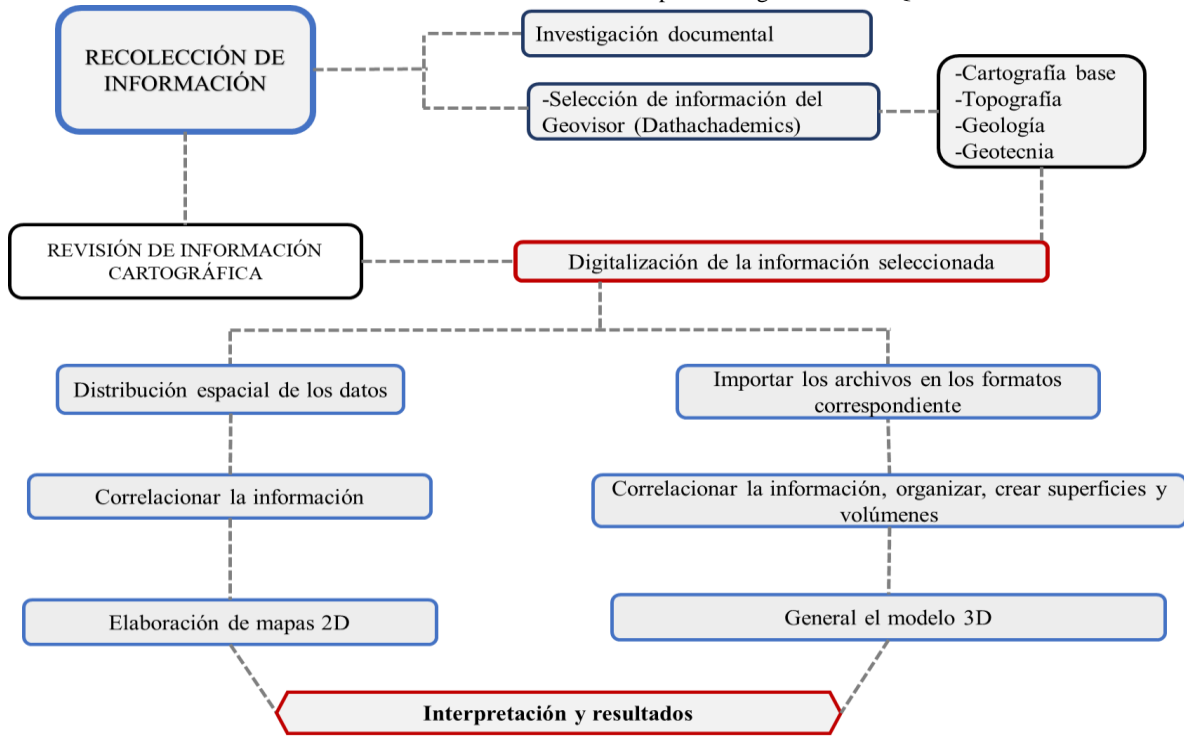 RECOLECCIÓN DE
INFORMACIÓN
Investigación documental
-Selección de información del
Geovisor (Dathachademics)
-Cartografía base
-Topografía
-Geología
-Geotecnia
REVISIÓN DE INFORMACIÓN
CARTOGRÁFICA
Digitalización de la información seleccionada
Distribución espacial de los datos
Importar los archivos en los formatos
correspondiente
Correlacionar la información
Correlacionar la información, organizar, crear superficies y
volúmenes
Elaboración de mapas 2D
General el modelo 3D
Interpretación y resultados